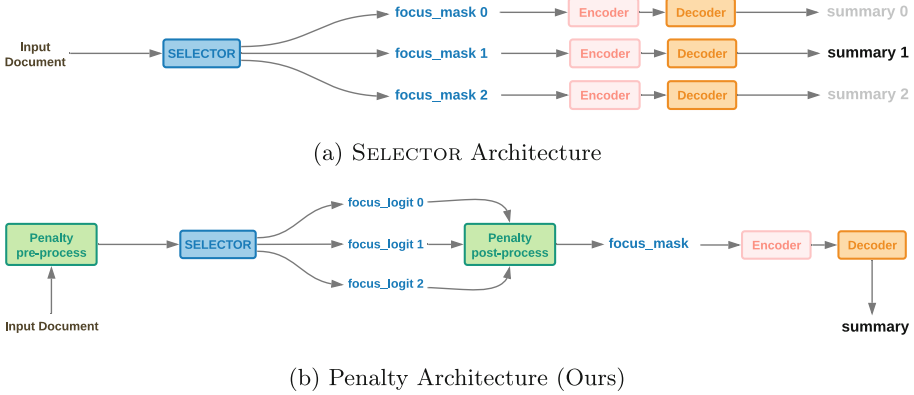 focus_mask 0 Encoder Decoder summary 0
Input
Document SELECTOR focus_mask 1 Encoder Decoder summary 1
focus_mask 2 Encoder Decoder summary 2
(a) SELECTOR Architecture
focus_logit 0
Penalty
pre-process SELECTOR focus_logit 1 Penalty
post-process focus_mask Encoder Decoder
focus_logit 2
Input Document summary
(b) Penalty Architecture (Ours)